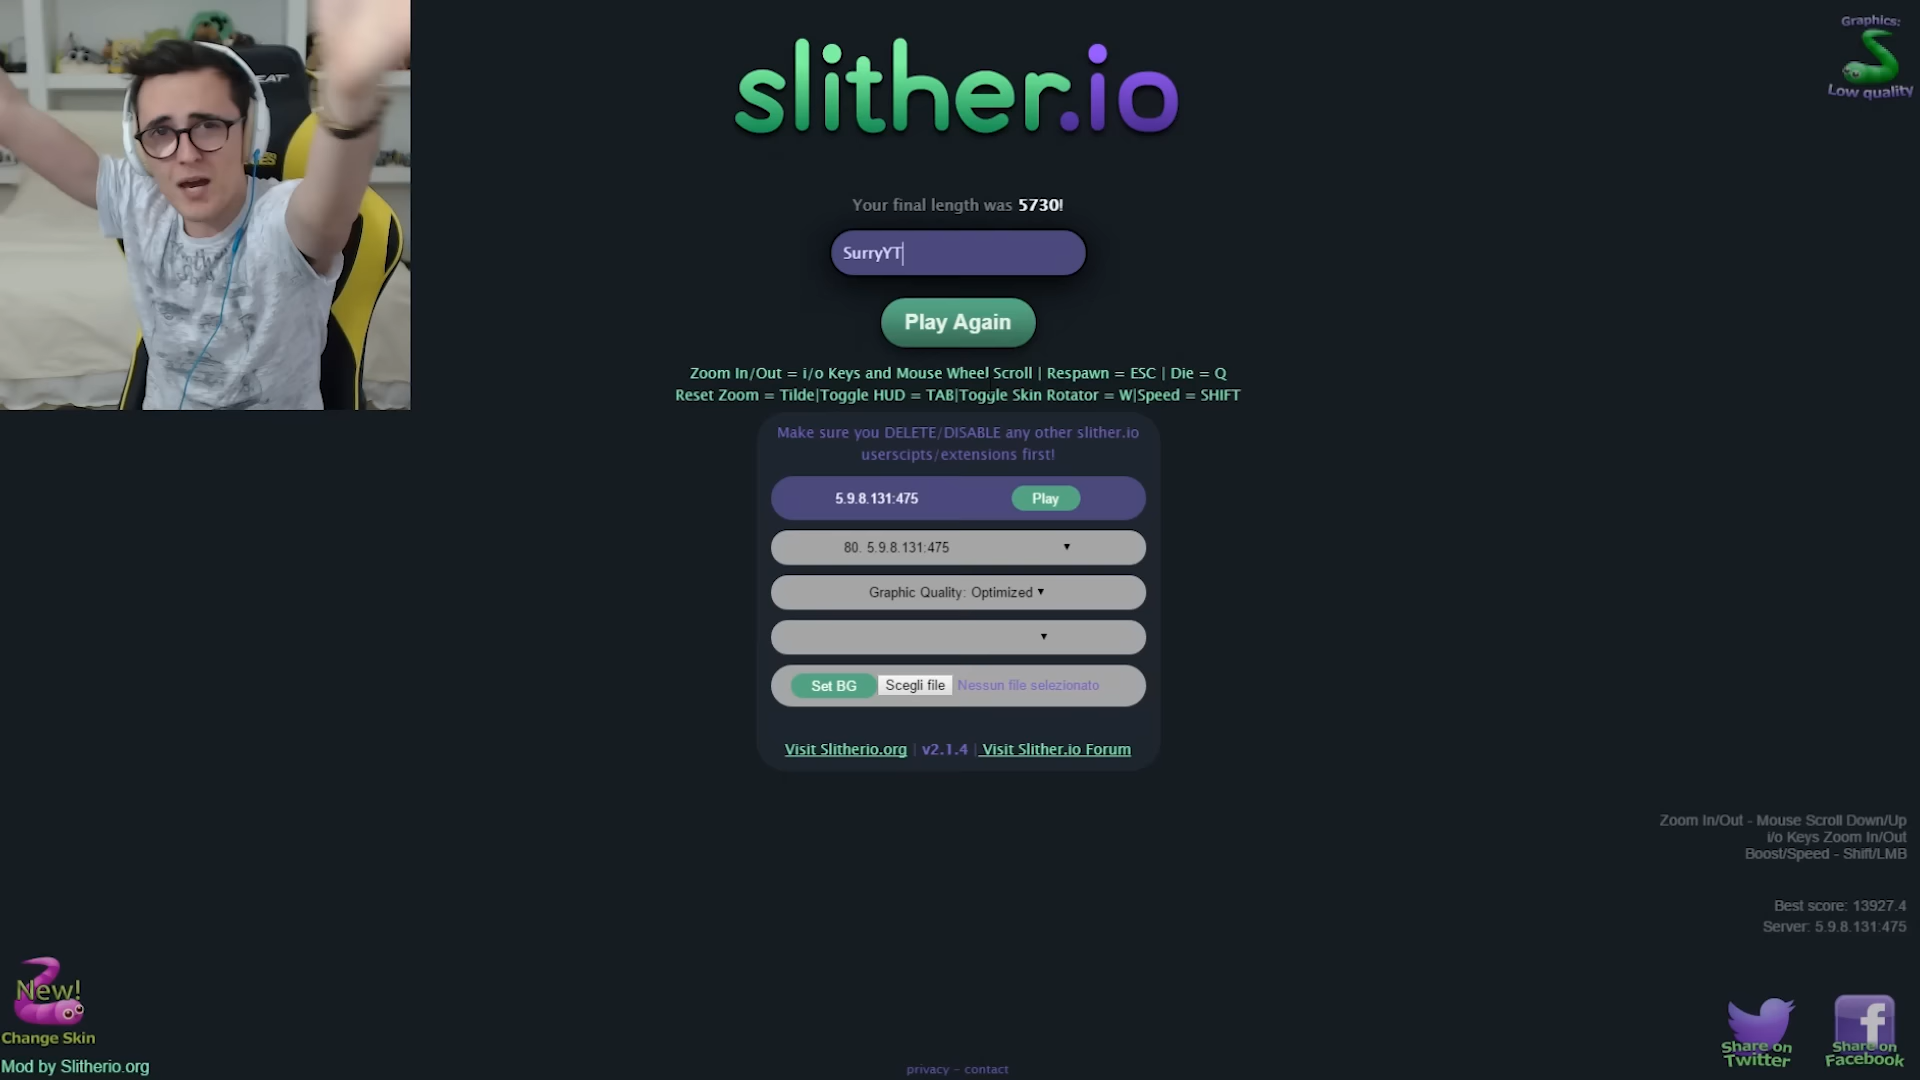 Graphics:
Low quality
slither.io
Your final length was 5730!
SurryYT
Play Again
Zoom In/Out = i/o Keys and Mouse Wheel Scroll | Respawn = ESC | Die = Q
Reset Zoom = Tilde|Toggle HUD = TAB|Toggle Skin Rotator = W|Speed = SHIFT
Make sure you DELETE/DISABLE any other slither.io
userscipts/extensions first!
5.9.8.131:475 Play
80. 5.9.8.131:475
Graphic Quality: Optimized
Set BG Scegli file Nessun file selezionato
Visit Slitherio.org | v2.1.4 | Visit Slither.io Forum
Zoom In/Out - Mouse Scroll Down/Up
i/o Keys Zoom In/Out
Boost/Speed - Shift/LMB
Best score: 13927.4
Server: 5.9.8.131:475
New!
Change Skin
Mod by Slitherio.org
privacy - contact
Share on
Twitter
Share on
Facebook